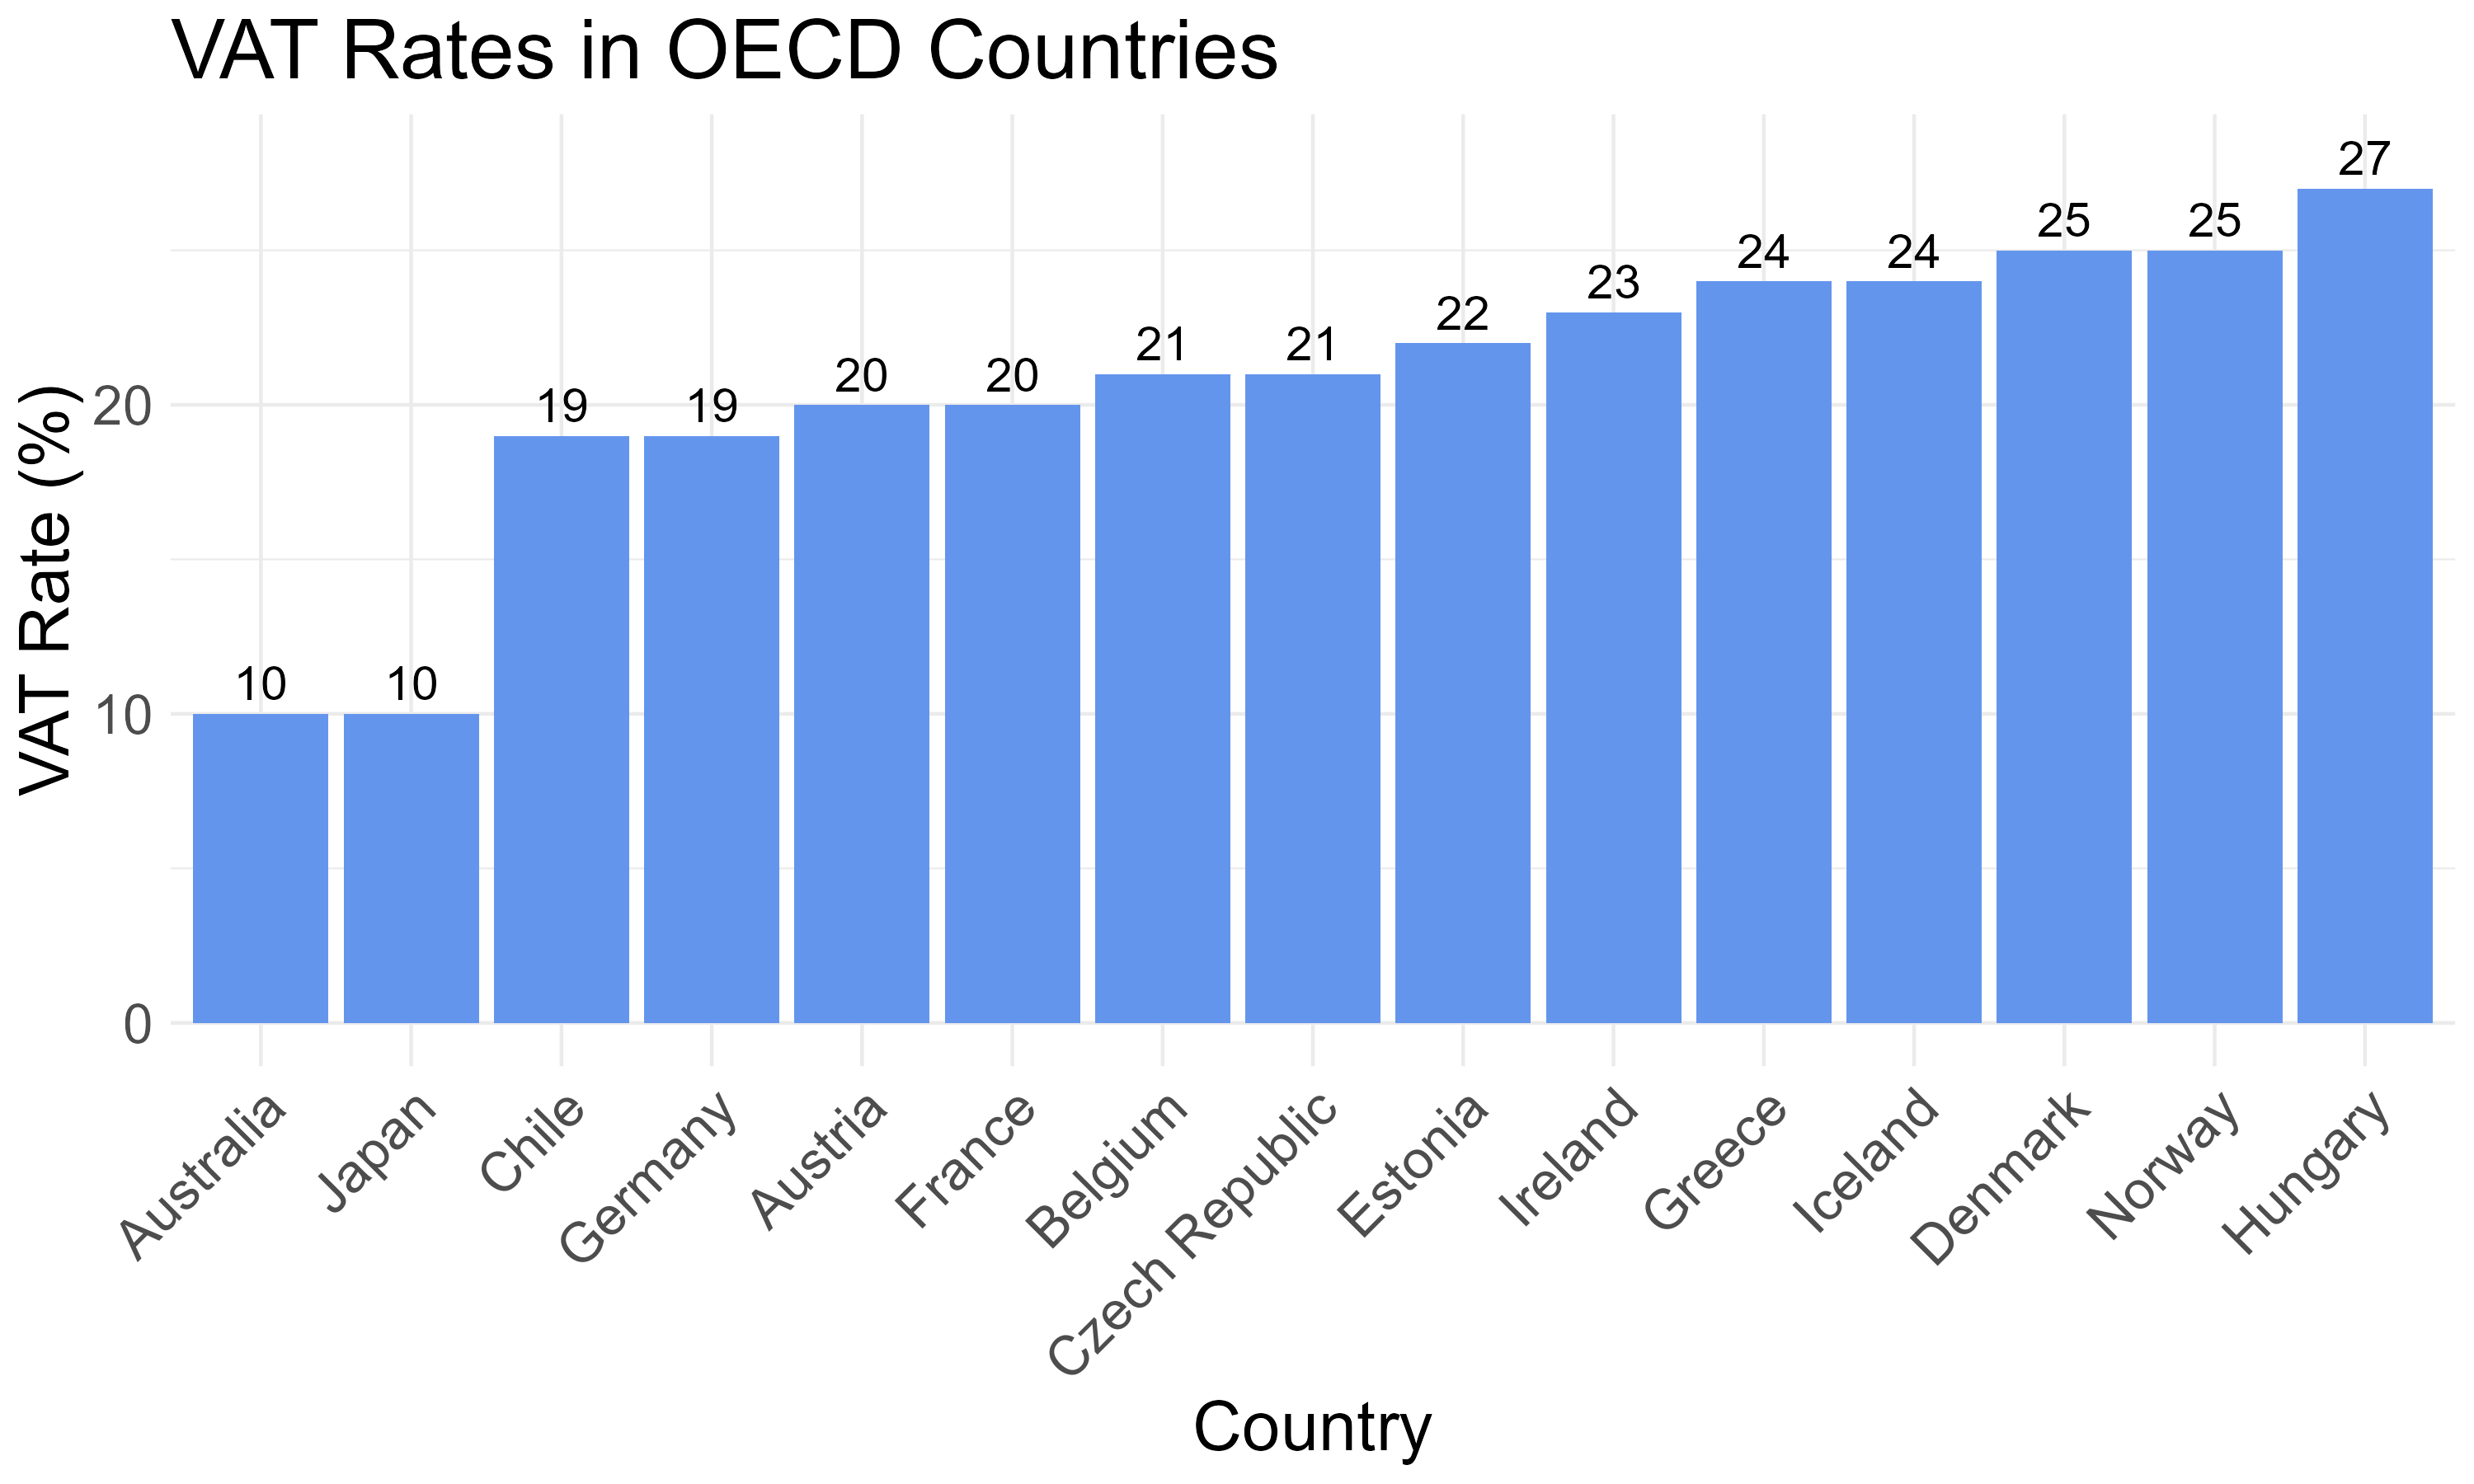 VAT Rates in OECD Countries
VAT Rate (%)
20
10
0
10
10
19
19
20
20
21
21
22
23
24
24
25
25
27
Australia
Japan
Chile
Germany
Austria
France
Belgium
Czech Republic
Estonia
Ireland
Greece
Iceland
Denmark
Norway
Hungary
Country